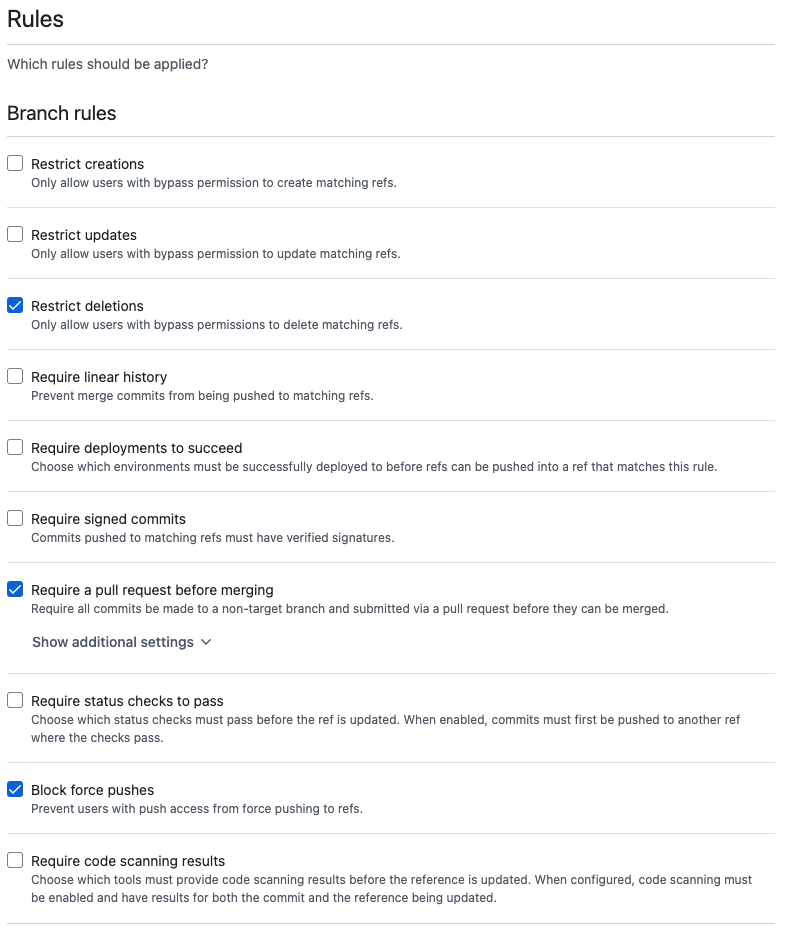 Rules
Which rules should be applied?
Branch rules
Restrict creations
Only allow users with bypass permission to create matching refs.
Restrict updates
Only allow users with bypass permission to update matching refs.
Restrict deletions
Only allow users with bypass permissions to delete matching refs.
Require linear history
Prevent merge commits from being pushed to matching refs.
Require deployments to succeed
Choose which environments must be successfully deployed to before refs can be pushed into a ref that matches this rule.
Require signed commits
Commits pushed to matching refs must have verified signatures.
Require a pull request before merging
Require all commits be made to a non-target branch and submitted via a pull request before they can be merged.
Show additional settings
Require status checks to pass
Choose which status checks must pass before the ref is updated. When enabled, commits must first be pushed to another ref
where the checks pass.
Block force pushes
Prevent users with push access from force pushing to refs.
Require code scanning results
Choose which tools must provide code scanning results before the reference is updated. When configured, code scanning must
be enabled and have results for both the commit and the reference being updated.